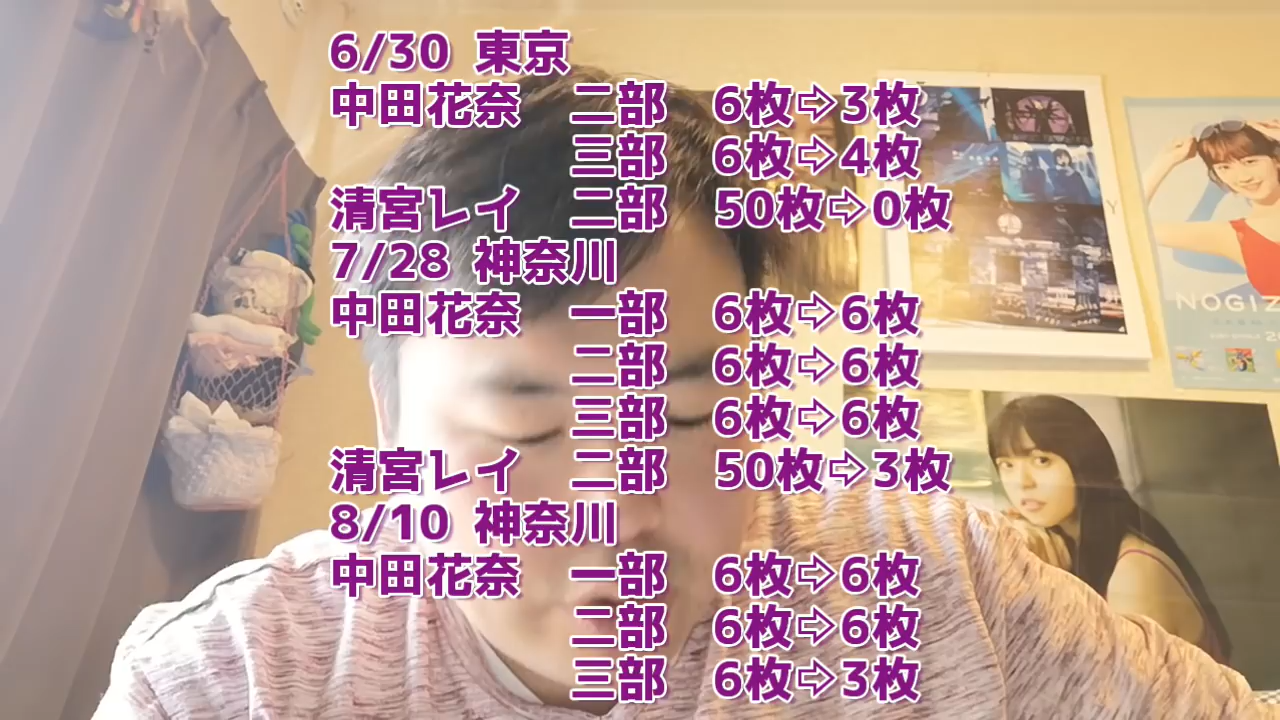 6/30 東京
中田花奈　二部　6枚⇨3枚
三部　6枚⇨4枚
清宮レイ　二部　50枚⇨0枚
7/28 神奈川
中田花奈　一部　6枚⇨6枚
二部　6枚⇨6枚
三部　6枚⇨6枚
清宮レイ　二部　50枚⇨3枚
8/10 神奈川
中田花奈　一部　6枚⇨6枚
二部　6枚⇨6枚
三部　6枚⇨3枚
NOGIZ